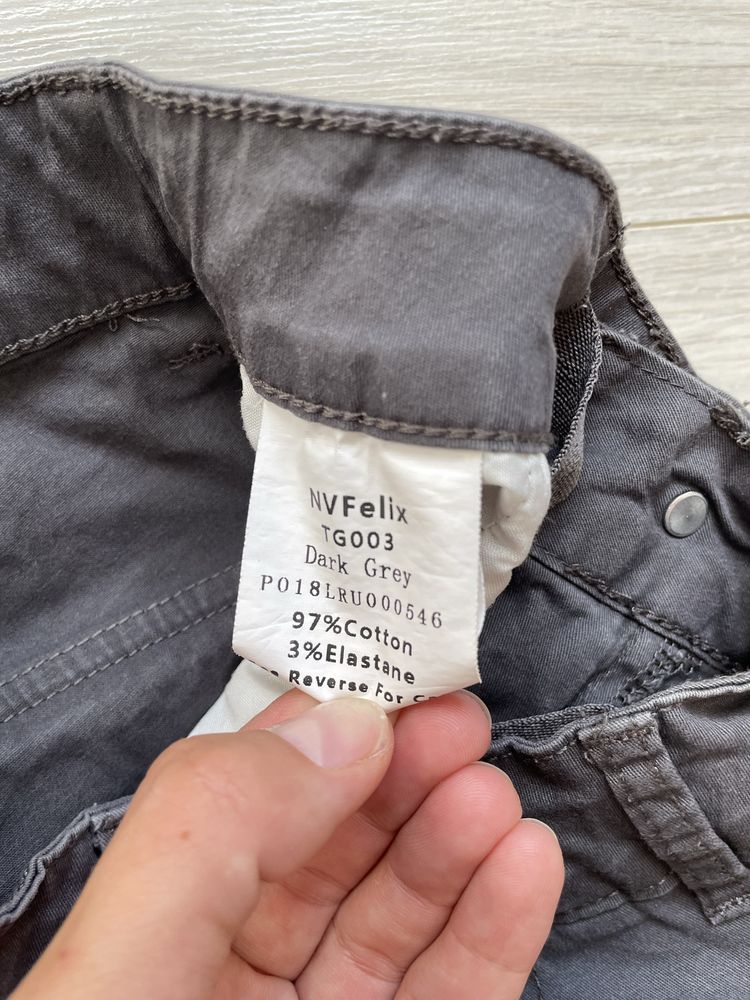 NVFelix
TG003
Dark Grey
P018LRU000546
97%Cotton
3%Elastane
Reverse For